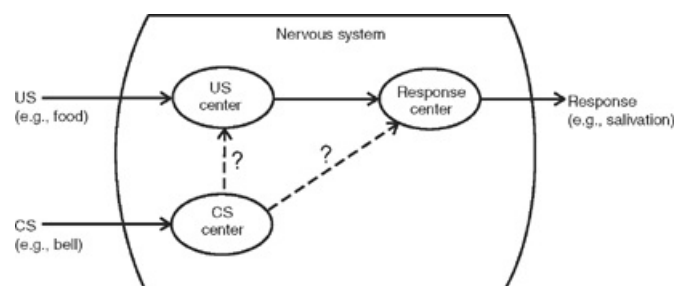 Nervous system
US
(e.g., food)
US
center
Response
center
Response
(e.g., salivation)
?
?
CS
(e.g., bell)
CS
center